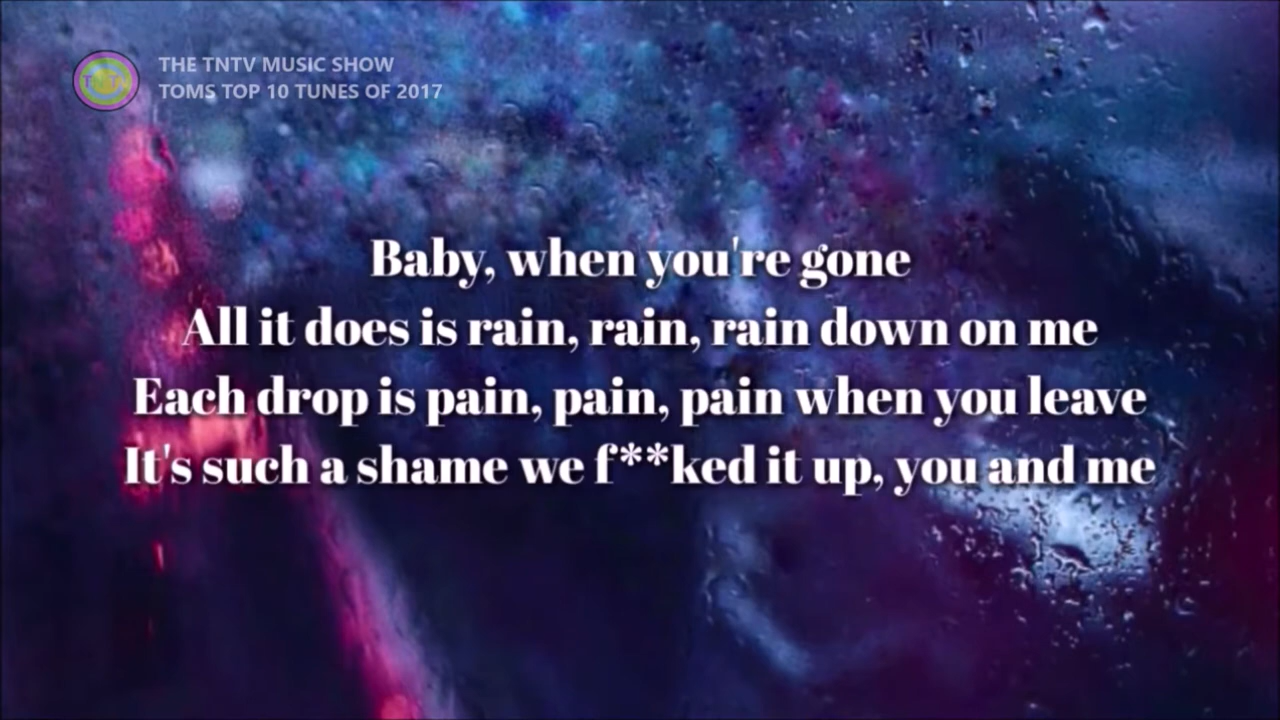 THE TNTV MUSIC SHOW
TOMS TOP 10 TUNES OF 2017
Baby, when you're gone
All it does is rain, rain, rain down on me
Each drop is pain, pain, pain when you leave
It's such a shame we f**ked it up, you and me